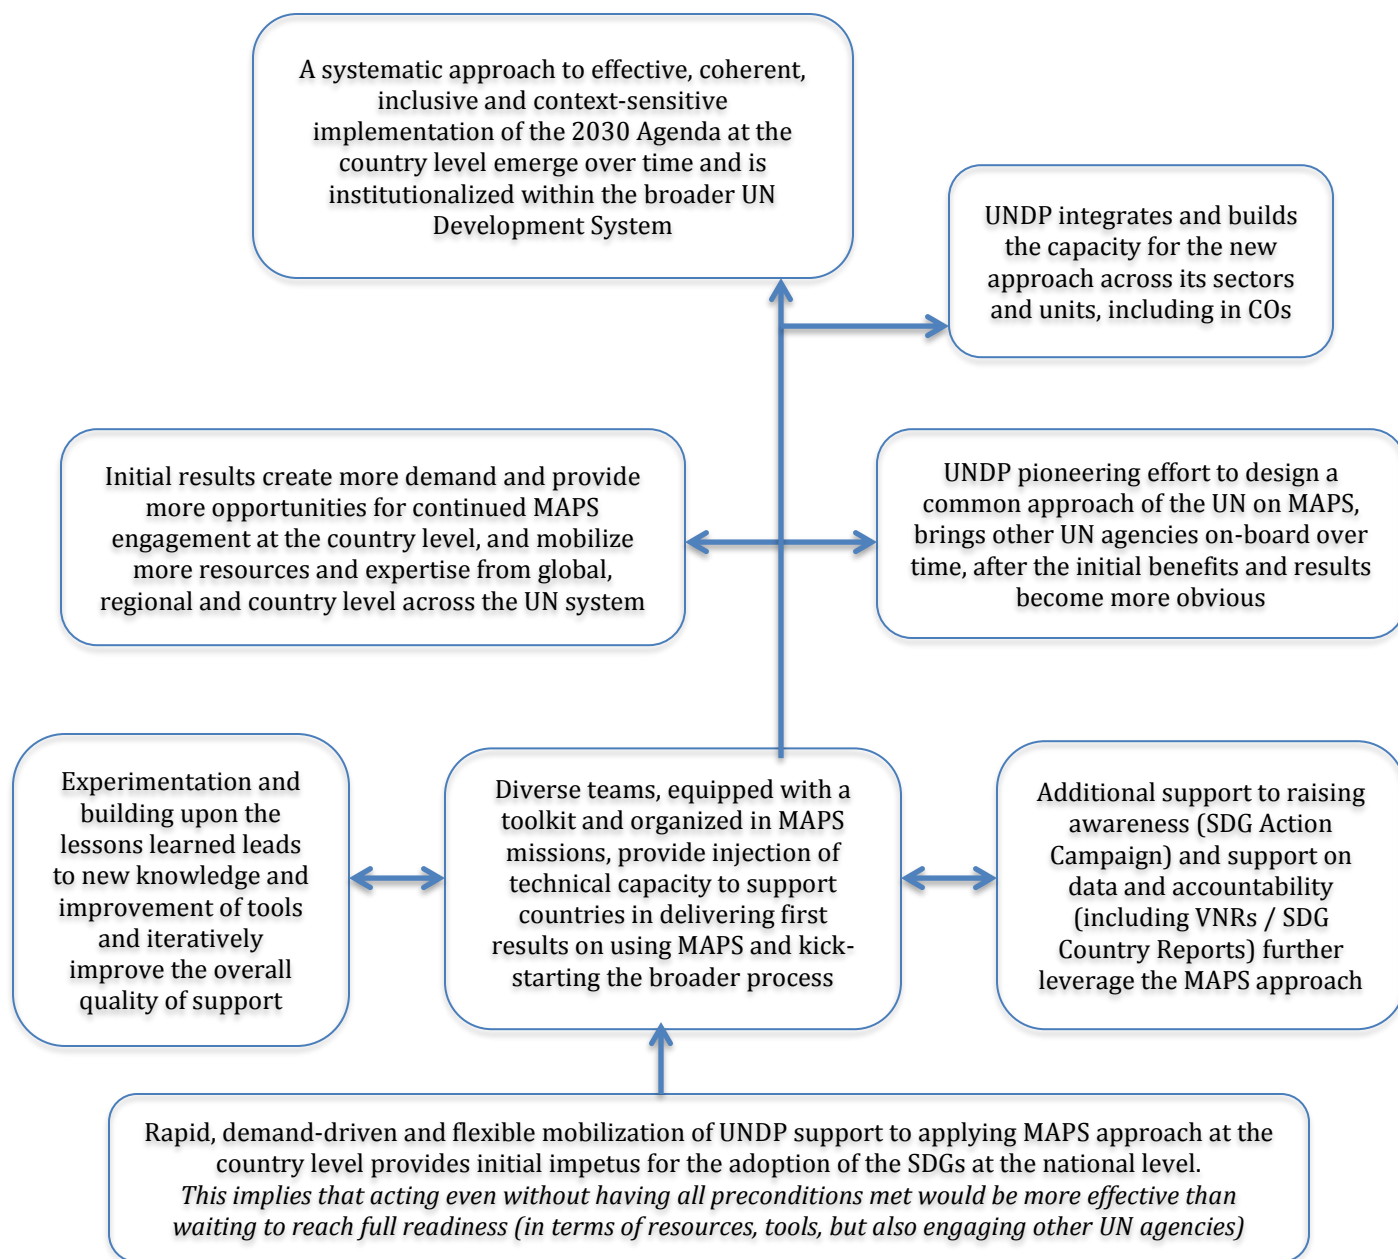 A systematic approach to effective, coherent,
inclusive and context-sensitive
implementation of the 2030 Agenda at the
country level emerge over time and is
institutionalized within the broader UN
Development System
UNDP integrates and builds
the capacity for the new
approach across its sectors
and units, including in COs
Initial results create more demand and provide
more opportunities for continued MAPS
engagement at the country level, and mobilize
more resources and expertise from global,
regional and country level across the UN system
UNDP pioneering effort to design a
common approach of the UN on MAPS,
brings other UN agencies on-board over
time, after the initial benefits and results
become more obvious
Experimentation and
building upon the
lessons learned leads
to new knowledge and
improvement of tools
and iteratively
improve the overall
quality of support
Diverse teams, equipped with a
toolkit and organized in MAPS
missions, provide injection of
technical capacity to support
countries in delivering first
results on using MAPS and kick-
starting the broader process
Additional support to raising
awareness (SDG Action
Campaign) and support on
data and accountability
(including VNRs / SDG
Country Reports) further
leverage the MAPS approach
Rapid, demand-driven and flexible mobilization of UNDP support to applying MAPS approach at the
country level provides initial impetus for the adoption of the SDGs at the national level.
This implies that acting even without having all preconditions met would be more effective than
waiting to reach full readiness (in terms of resources, tools, but also engaging other UN agencies)